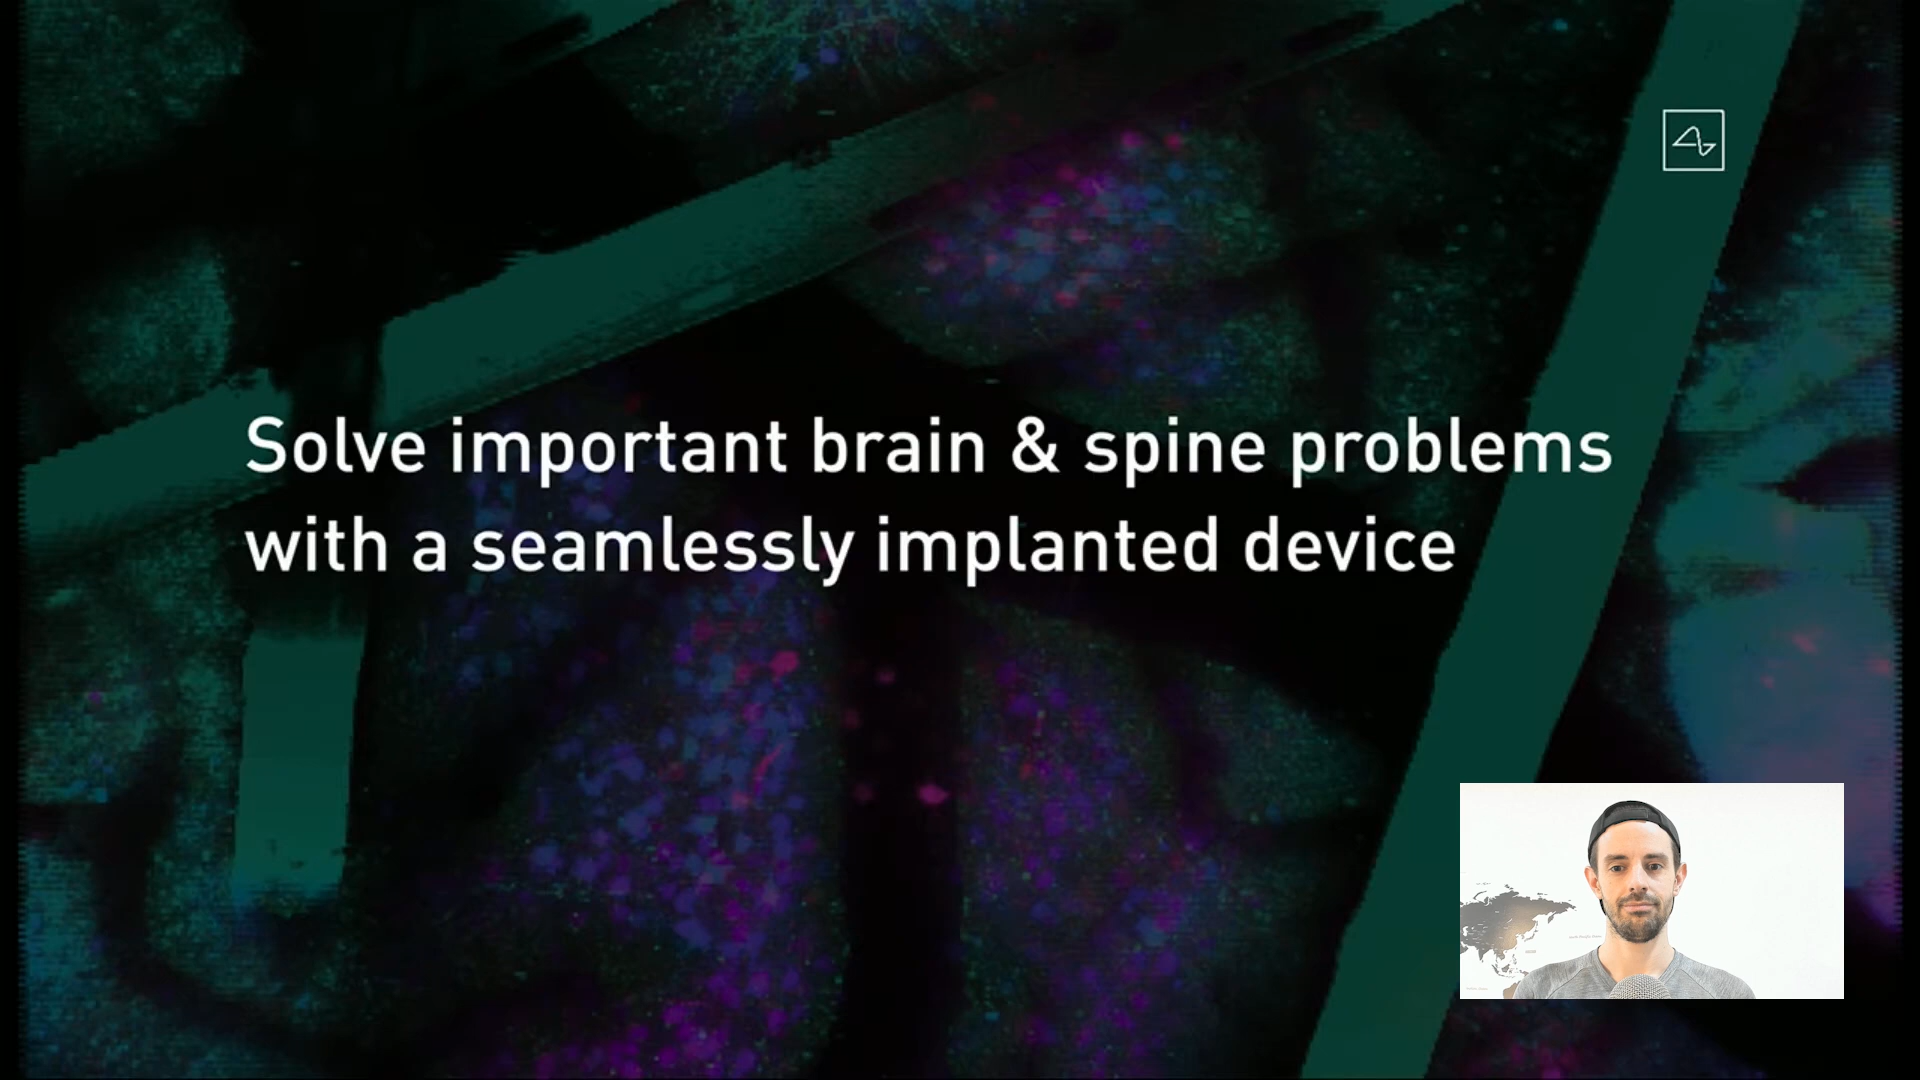 Solve important brain & spine problems
with a seamlessly implanted device